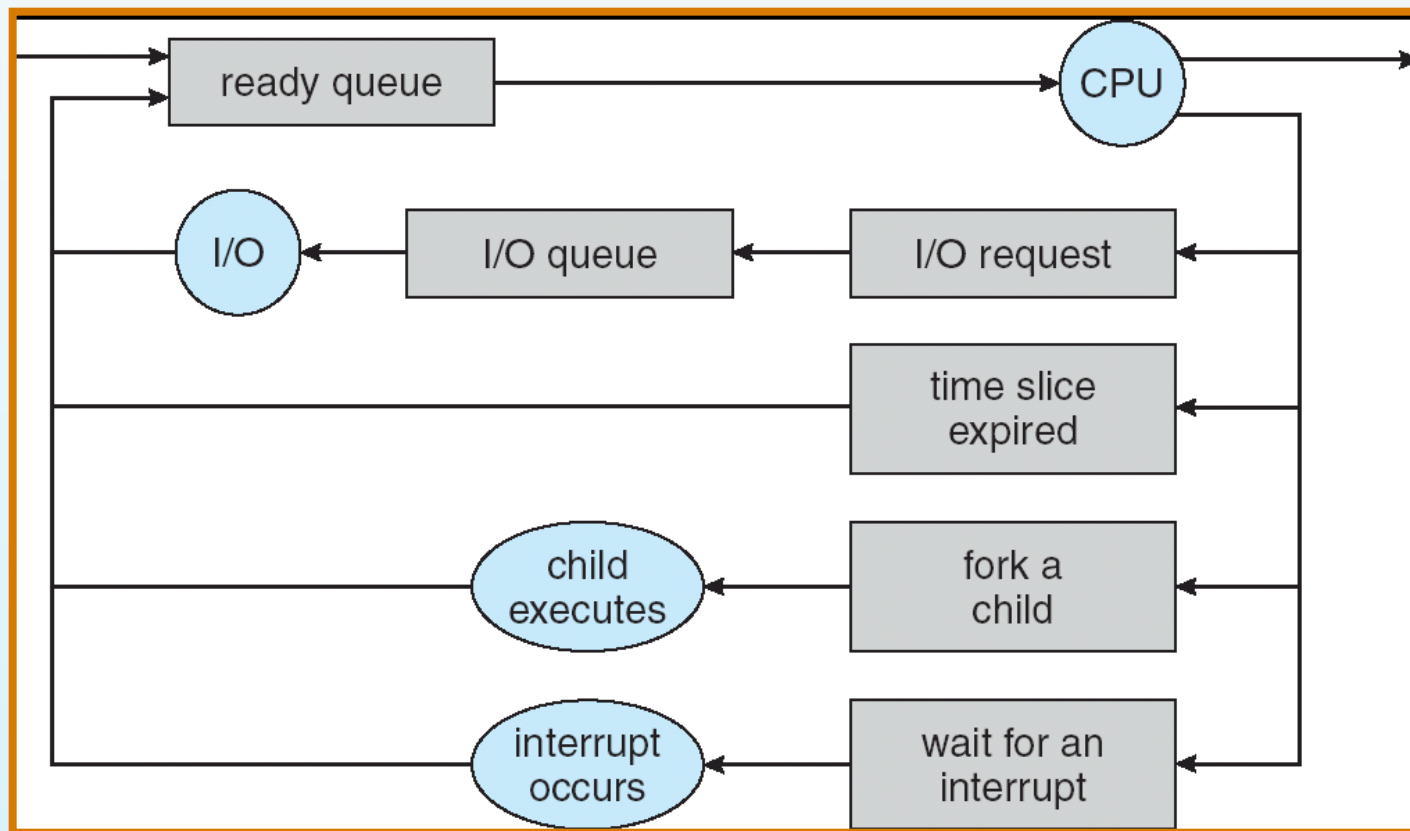 ready queue
CPU
I/O
I/O queue
I/O request
time slice
expired
child
executes
fork a
child
interrupt
occurs
wait for an
interrupt